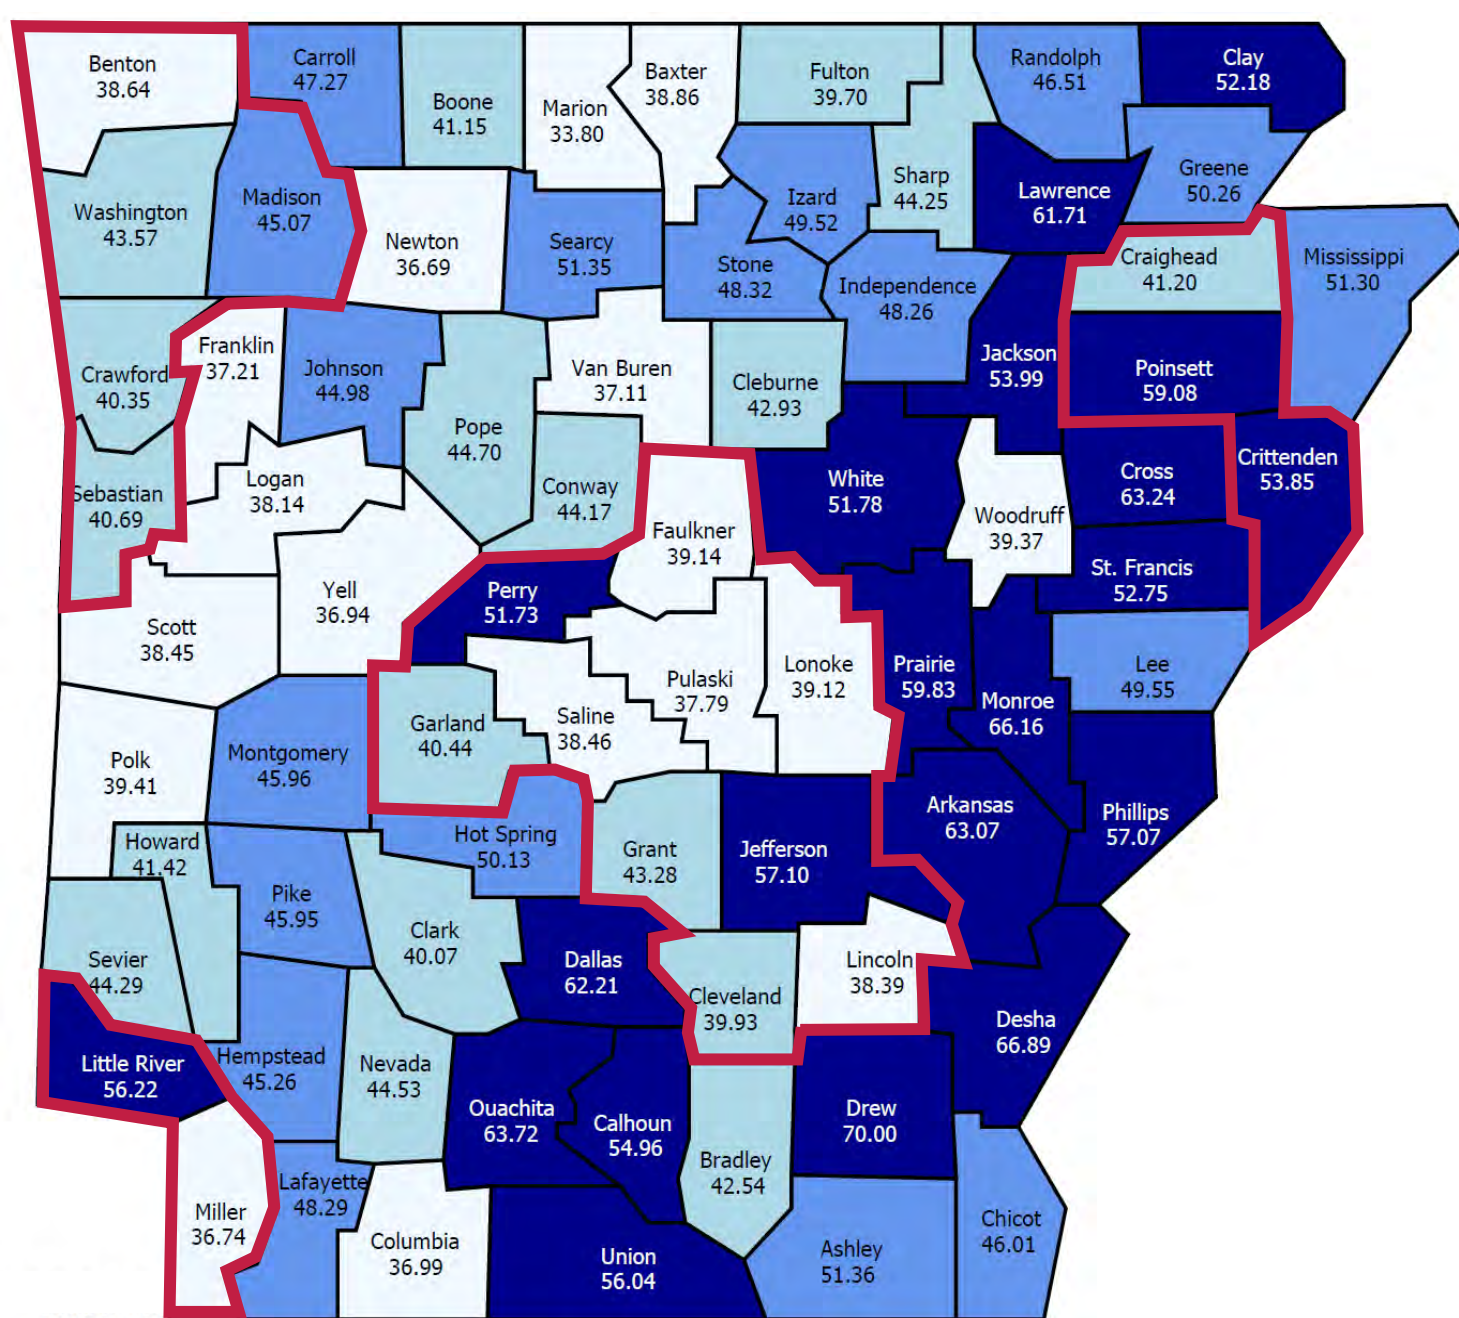 Benton
38.64
Carroll
47.27
Boone
41.15
Marion
33.80
Baxter
38.86
Fulton
39.70
Randolph
46.51
Clay
52.18
Washington
43.57
Madison
45.07
Newton
36.69
Searcy
51.35
Stone
48.32
Izard
49.52
Sharp
44.25
Lawrence
61.71
Greene
50.26
Independence
48.26
Craighead
41.20
Mississippi
51.30
Crawford
40.35
Franklin
37.21
Johnson
44.98
Pope
44.70
Van Buren
37.11
Cleburne
42.93
Jackson
53.99
Poinsett
59.08
Sebastian
40.69
Logan
38.14
Conway
44.17
Faulkner
39.14
White
51.78
Woodruff
39.37
Cross
63.24
Crittenden
53.85
Scott
38.45
Yell
36.94
Perry
51.73
St. Francis
52.75
Polk
39.41
Montgomery
45.96
Garland
40.44
Saline
38.46
Pulaski
37.79
Lonoke
39.12
Prairie
59.83
Monroe
66.16
Lee
49.55
Howard
41.42
Pike
45.95
Hot Spring
50.13
Grant
43.28
Jefferson
57.10
Arkansas
63.07
Phillips
57.07
Sevier
44.29
Clark
40.07
Dallas
62.21
Cleveland
39.93
Lincoln
38.39
Desha
66.89
Little River
56.22
Hempstead
45.26
Nevada
44.53
Ouachita
63.72
Calhoun
54.96
Bradley
42.54
Drew
70.00
Miller
36.74
Lafayette
48.29
Columbia
36.99
Union
56.04
Ashley
51.36
Chicot
46.01